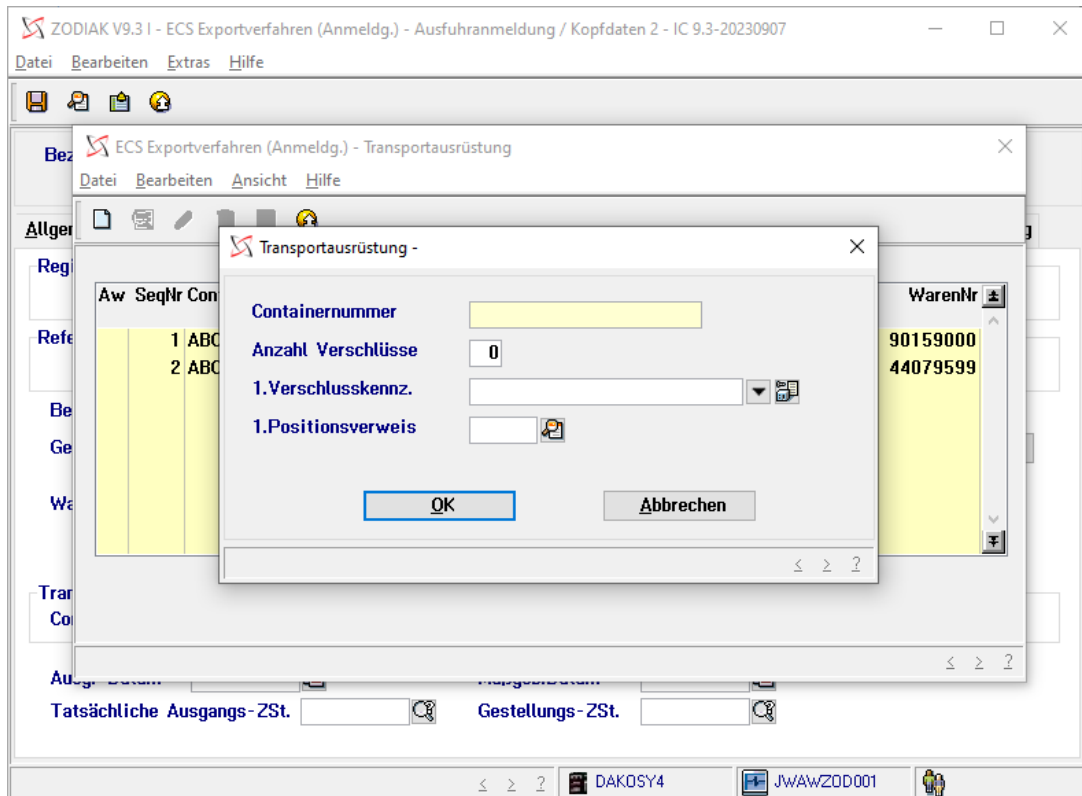 ZODIAK V9.3 I - ECS Exportverfahren (Anmeldg.) - Ausfuhranmeldung / Kopfdaten 2 - IC 9.3-20230907
Datei Bearbeiten Extras Hilfe
ECS Exportverfahren (Anmeldg.) - Transportausrüstung
Datei Bearbeiten Ansicht Hilfe
Transportausrüstung -
Aw SeqNr Con WarenNr
1 ABC 90159000
2 ABC 44079599
Containernummer
Anzahl Verschlüsse 0
1.Verschlusskennz.
1.Positionsverweis
OK Abbrechen
< > ?
< > ?
Tatsächliche Ausgangs-ZSt. Gestellungs-ZSt.
< > ? DAKOSY4 JWAWZOD001